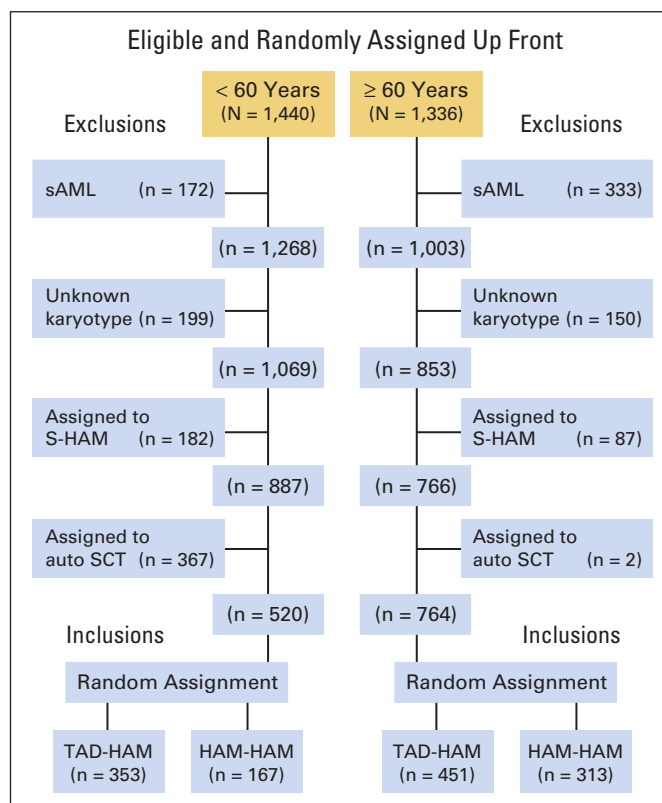 Eligible and Randomly Assigned Up Front
< 60 Years
(N = 1,440)
≥ 60 Years
(N = 1,336)
Exclusions
Exclusions
sAML (n = 172)
sAML (n = 333)
(n = 1,268)
(n = 1,003)
Unknown
karyotype (n = 199)
Unknown
karyotype (n = 150)
(n = 1,069)
(n = 853)
Assigned to
S-HAM (n = 182)
Assigned to
S-HAM (n = 87)
(n = 887)
(n = 766)
Assigned to
auto SCT (n = 367)
Assigned to
auto SCT (n = 2)
(n = 520)
(n = 764)
Inclusions
Inclusions
Random Assignment
Random Assignment
TAD-HAM
(n = 353)
HAM-HAM
(n = 167)
TAD-HAM
(n = 451)
HAM-HAM
(n = 313)